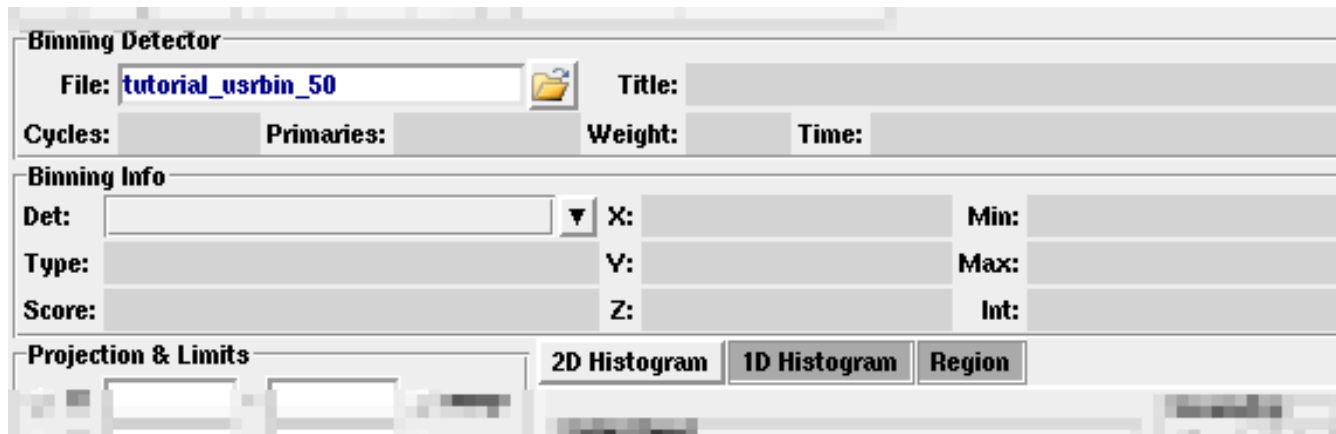 Binning Detector
File: tutorial_usrbin_50 Title:
Cycles: Primaries: Weight: Time:
Binning Info
Det: X: Min:
Type: Y: Max:
Score: Z: Int:
Projection & Limits 2D Histogram 1D Histogram Region